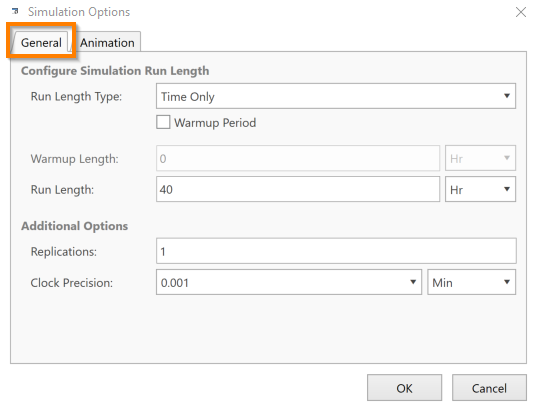 Simulation Options
General
Animation
Configure Simulation Run Length
Run Length Type:
Time Only
Warmup Period
Warmup Length:
0
Hr
Run Length:
40
Hr
Additional Options
Replications:
1
Clock Precision:
0.001
Min
OK
Cancel